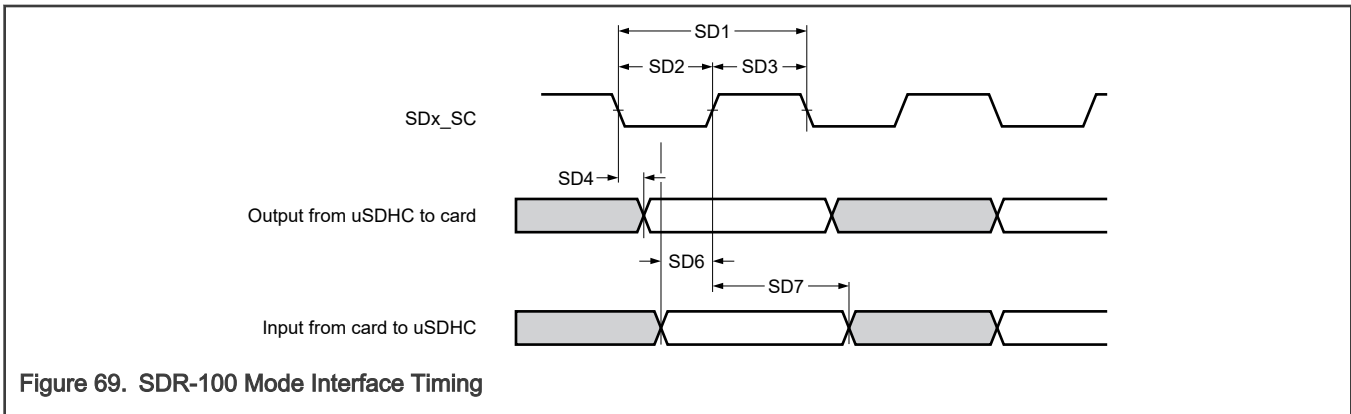 SD1
SD2 SD3
SDx_SC
SD4
Output from uSDHC to card
SD6
SD7
Input from card to uSDHC
Figure 69. SDR-100 Mode Interface Timing